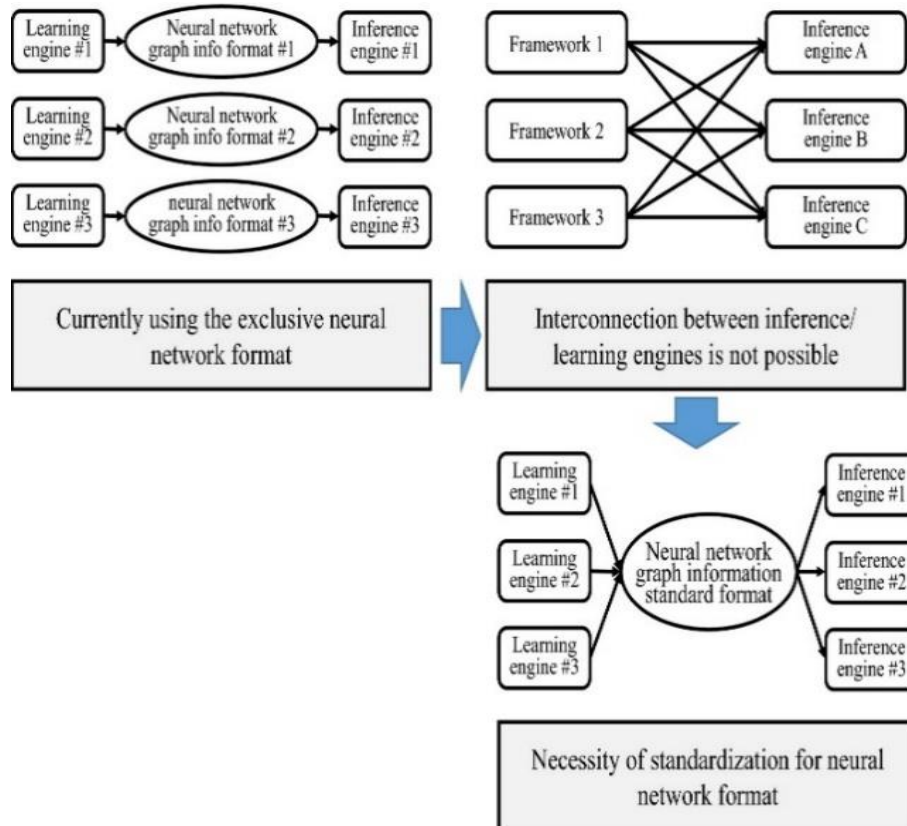 Learning
engine #1
Neural network
graph info format #1
Inference
engine #1
Learning
engine #2
Neural network
graph info format #2
Inference
engine #2
Learning
engine #3
neural network
graph info format #3
Inference
engine #3
Currently using the exclusive neural
network format
Framework 1
Framework 2
Framework 3
Inference
engine A
Inference
engine B
Inference
engine C
Interconnection between inference/
learning engines is not possible
Learning
engine #1
Learning
engine #2
Learning
engine #3
Neural network
graph information
standard format
Inference
engine #1
Inference
engine #2
Inference
engine #3
Necessity of standardization for neural
network format